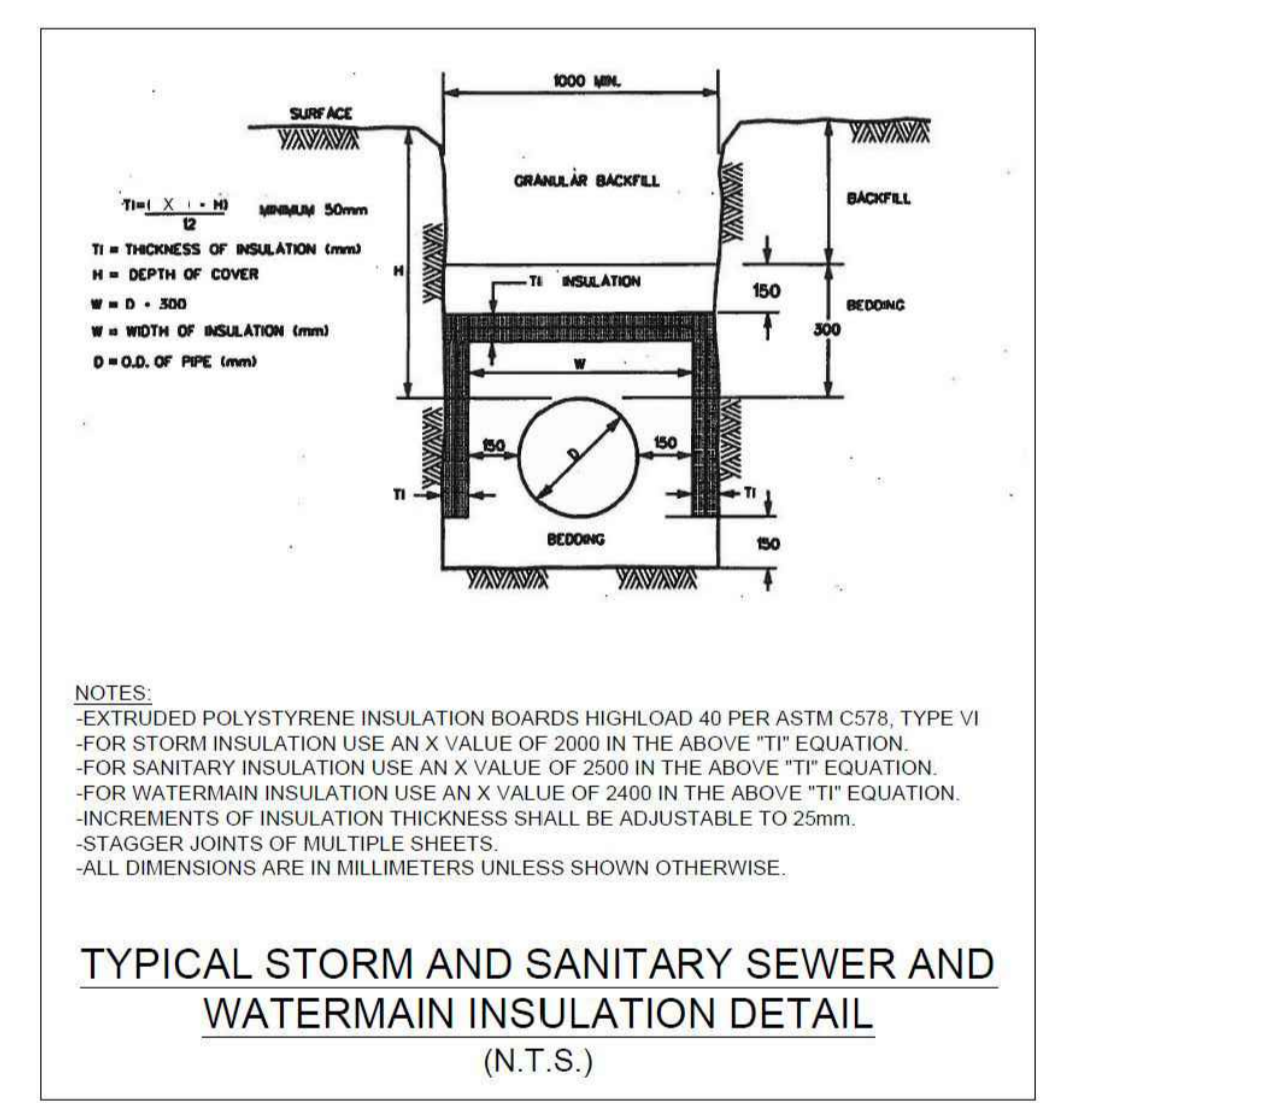 1000 MIN.
SURFACE
GRANULAR BACKFILL
BACKFILL
TI=( X - H)
12
MINIMUM 50mm
TI = THICKNESS OF INSULATION (mm)
H = DEPTH OF COVER
H
TI INSULATION
150
BEDDING
W = D + 300
300
W = WIDTH OF INSULATION (mm)
D = O.D. OF PIPE (mm)
W
150
D
150
TI
TI
BEDDING
150
NOTES:
-EXTRUDED POLYSTYRENE INSULATION BOARDS HIGHLOAD 40 PER ASTM C578, TYPE VI
-FOR STORM INSULATION USE AN X VALUE OF 2000 IN THE ABOVE "TI" EQUATION.
-FOR SANITARY INSULATION USE AN X VALUE OF 2500 IN THE ABOVE "TI" EQUATION.
-FOR WATERMAIN INSULATION USE AN X VALUE OF 2400 IN THE ABOVE "TI" EQUATION.
-INCREMENTS OF INSULATION THICKNESS SHALL BE ADJUSTABLE TO 25mm.
-STAGGER JOINTS OF MULTIPLE SHEETS.
-ALL DIMENSIONS ARE IN MILLIMETERS UNLESS SHOWN OTHERWISE.
TYPICAL STORM AND SANITARY SEWER AND
WATERMAIN INSULATION DETAIL
(N.T.S.)